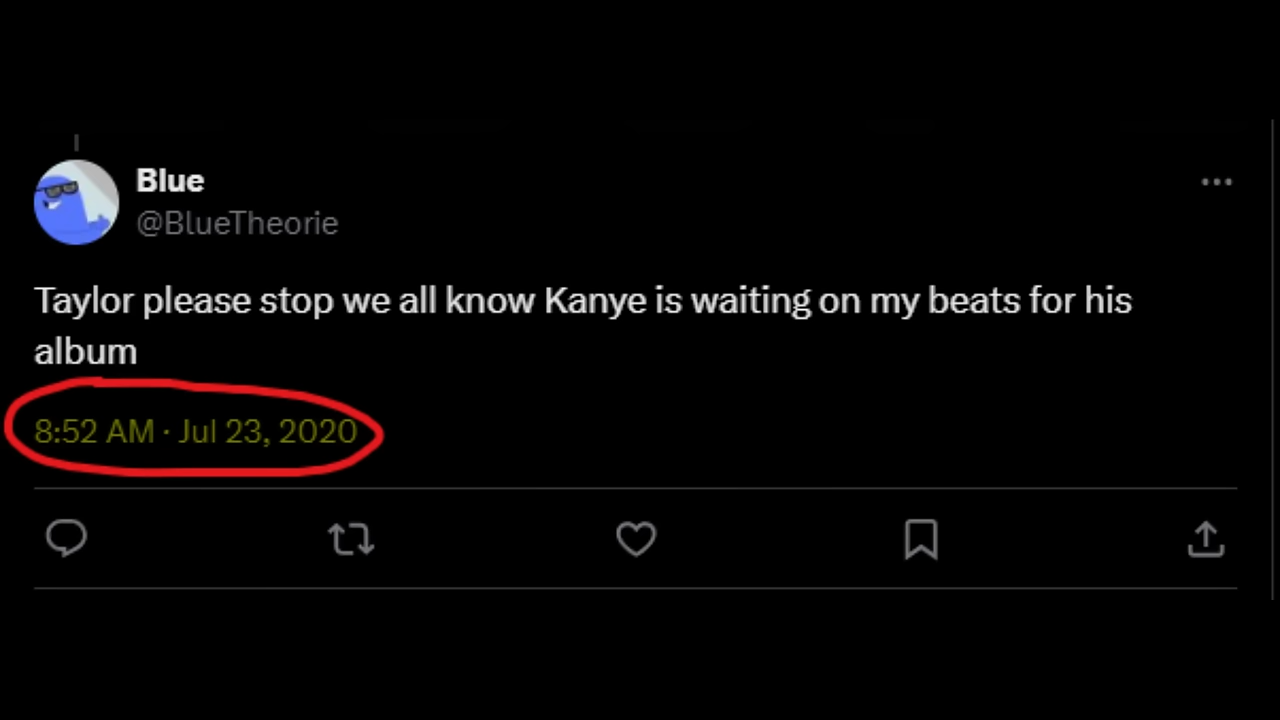 Blue
@BlueTheorie
Taylor please stop we all know Kanye is waiting on my beats for his
album
8:52 AM · Jul 23, 2020